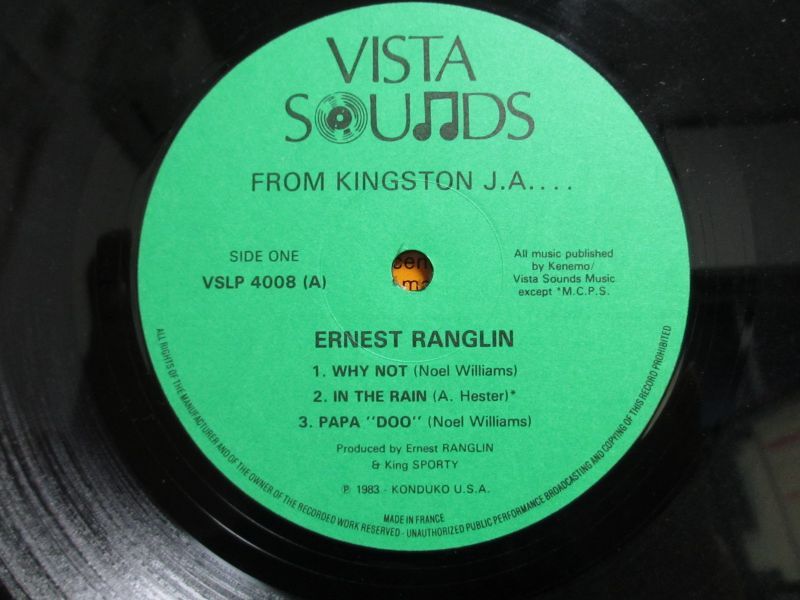 VISTA
SOUNDS
FROM KINGSTON J.A....
SIDE ONE
VSLP 4008 (A)
All music published
by Kenemo/
Vista Sounds Music
except *M.C.P.S.
cen
ma
ERNEST RANGLIN
1. WHY NOT (Noel Williams)
2. IN THE RAIN (A. Hester)*
3. PAPA "DOO" (Noel Williams)
Produced by Ernest RANGLIN
& King SPORTY
℗ 1983 - KONDUKO U.S.A.
MADE IN FRANCE
ALL RIGHTS OF THE MANUFACTURER AND OF THE OWNER OF THE RECORDED WORK RESERVED - UNAUTHORIZED PUBLIC PERFORMANCE BROADCASTING AND COPYING OF THIS RECORD PROHIBITED